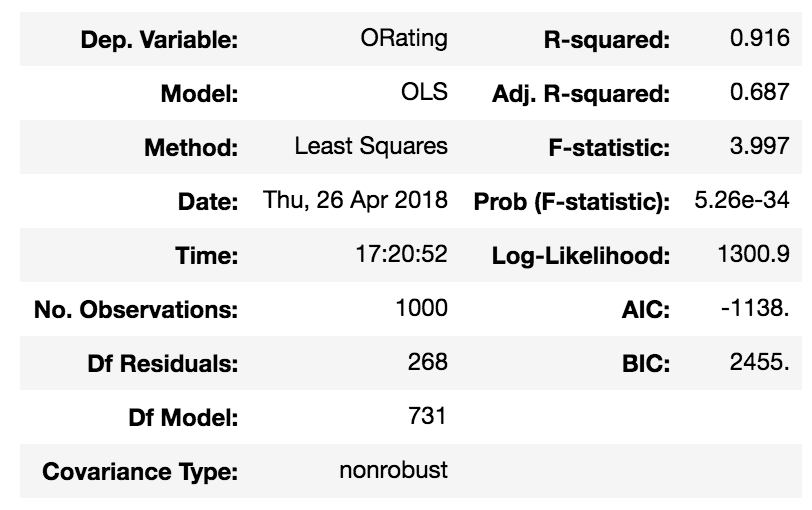 Dep. Variable: ORating R-squared: 0.916
Model: OLS Adj. R-squared: 0.687
Method: Least Squares F-statistic: 3.997
Date: Thu, 26 Apr 2018 Prob (F-statistic): 5.26e-34
Time: 17:20:52 Log-Likelihood: 1300.9
No. Observations: 1000 AIC: -1138.
Df Residuals: 268 BIC: 2455.
Df Model: 731
Covariance Type: nonrobust